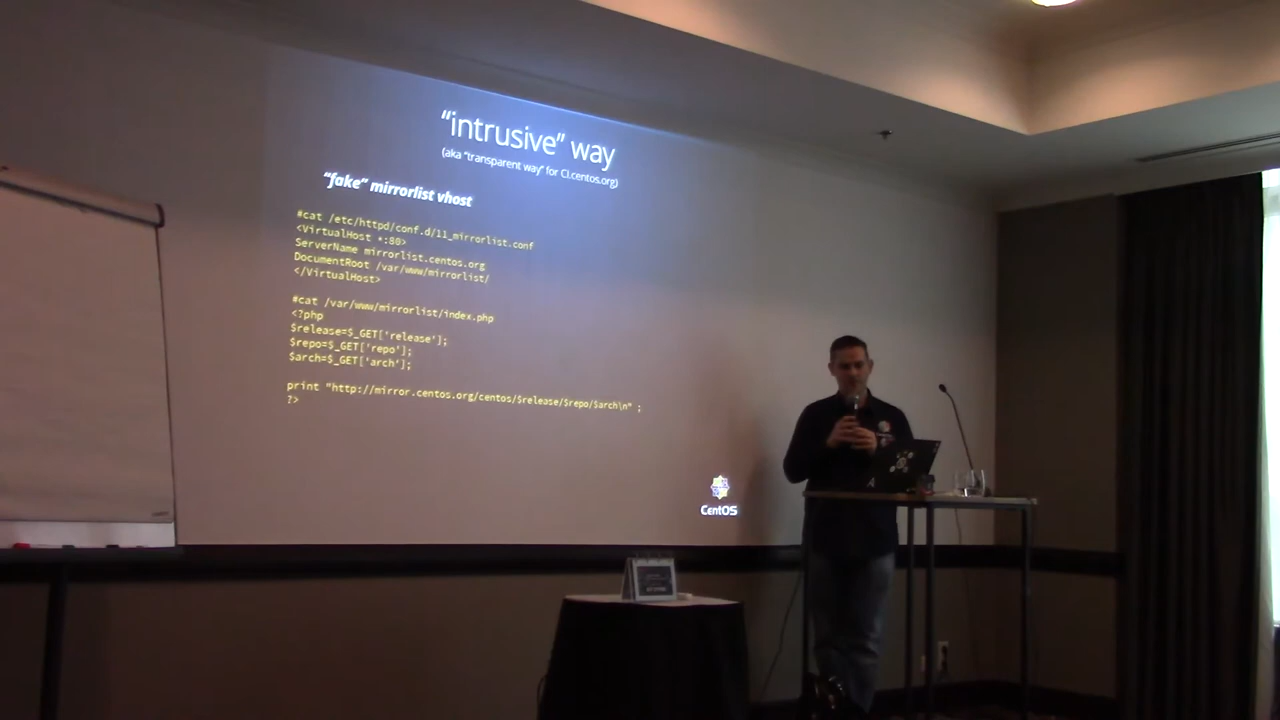 “intrusive” way
(aka “transparent way” for CI.centos.org)
“fake” mirrorlist vhost
#cat /etc/httpd/conf.d/11_mirrorlist.conf
<VirtualHost *:80>
ServerName mirrorlist.centos.org
DocumentRoot /var/www/mirrorlist/
</VirtualHost>
#cat /var/www/mirrorlist/index.php
<?php
$release=$_GET['release'];
$repo=$_GET['repo'];
$arch=$_GET['arch'];
print "http://mirror.centos.org/centos/$release/$repo/$arch\n" ;
?>
CentOS